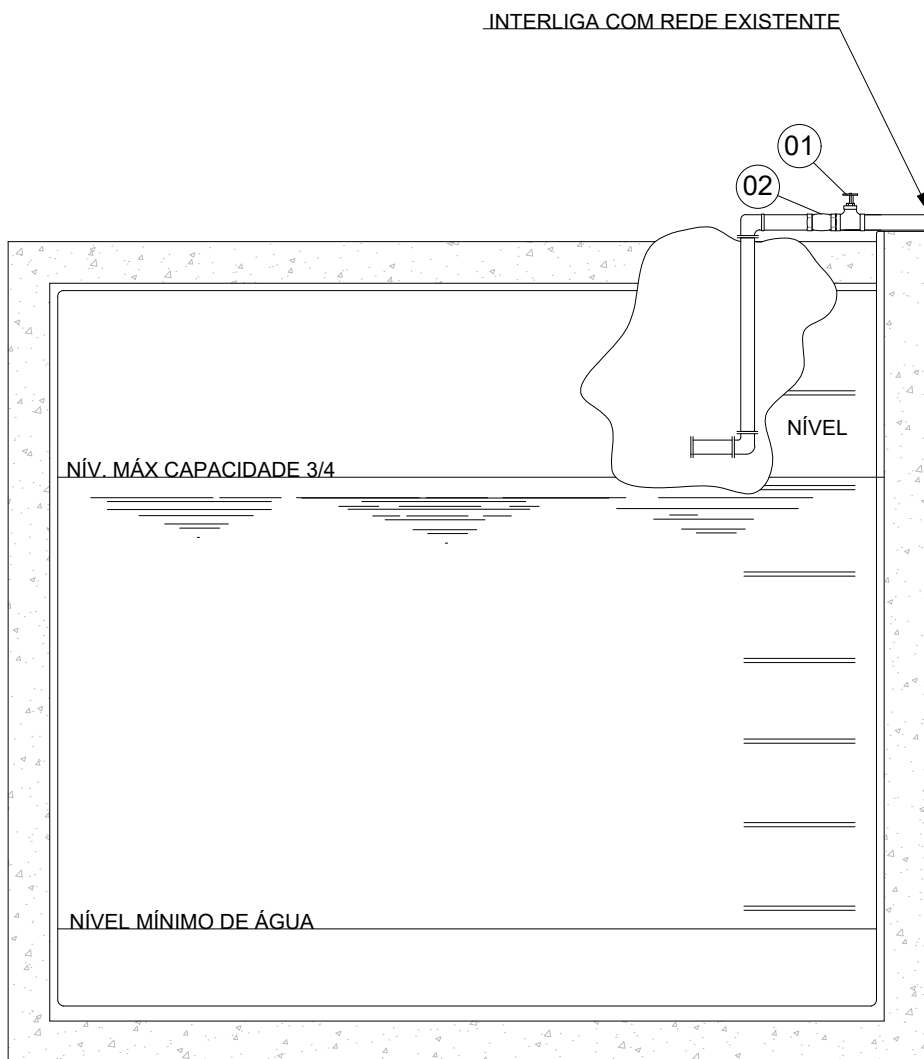 INTERLIGA COM REDE EXISTENTE
01
02
NÍVEL
NÍV. MÁX CAPACIDADE 3/4
NÍVEL MÍNIMO DE ÁGUA